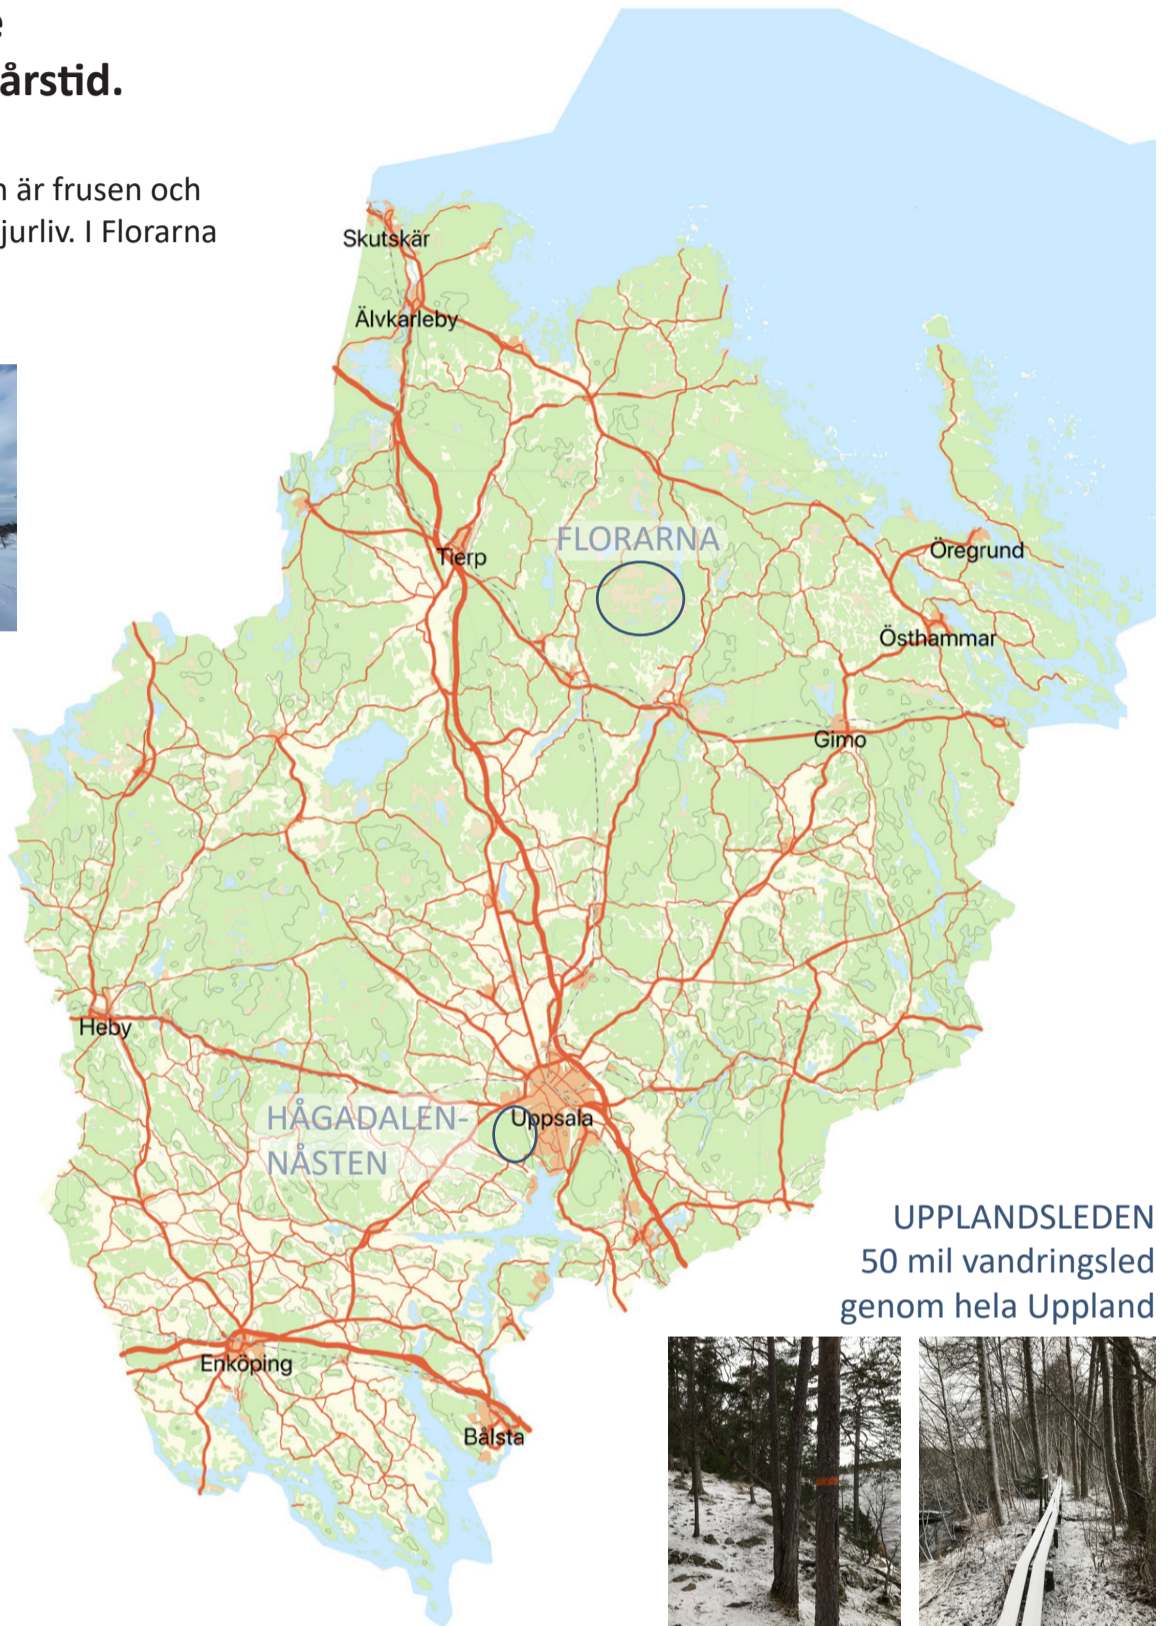 årstid.
är frusen och
I Florarna
Skutskär
Älvkarleby
FLORARNA
Tierp
Öregrund
Östhammar
Gimo
Heby
HÅGADALEN-
NÅSTEN
Uppsala
UPPLANDSLEDEN
50 mil vandringsled
genom hela Uppland
Enköping
Bålsta